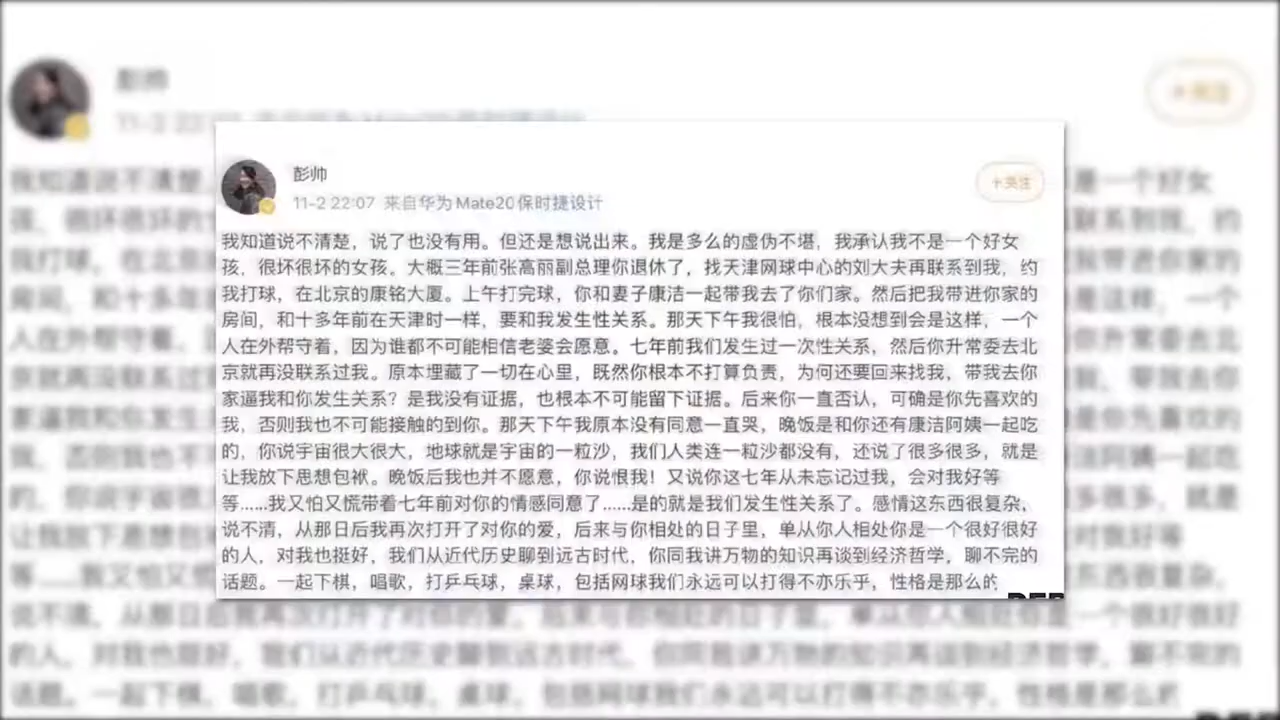 彭帅
11-2 22:07 来自华为 Mate20 保时捷设计
+关注
我知道说不清楚，说了也没有用。但还是想说出来。我是多么的虚伪不堪，我承认我不是一个好女
孩，很坏很坏的女孩。大概三年前张高丽副总理你退休了，找天津网球中心的刘大夫再联系到我，约
我打球，在北京的康铭大厦。上午打完球，你和妻子康洁一起带我去了你们家。然后把我带进你家的
房间，和十多年前在天津时一样，要和我发生性关系。那天下午我很怕，根本没想到会是这样，一个
人在外帮守着，因为谁都不可能相信老婆会愿意。七年前我们发生过一次性关系，然后你升常委去北
京就再没联系过我。原本埋藏了一切在心里，既然你根本不打算负责，为何还要回来找我，带我去你
家逼我和你发生关系？是我没有证据，也根本不可能留下证据。后来你一直否认，可确是你先喜欢的
我，否则我也不可能接触的到你。那天下午我原本没有同意一直哭，晚饭是和你还有康洁阿姨一起吃
的，你说宇宙很大很大，地球就是宇宙的一粒沙，我们人类连一粒沙都没有，还说了很多很多，就是
让我放下思想包袱。晚饭后我也并不愿意，你说恨我！又说你这七年从未忘记过我，会对我好等
等......我又怕又慌带着七年前对你的情感同意了......是的就是我们发生性关系了。感情这东西很复杂，
说不清，从那日后我再次打开了对你的爱，后来与你相处的日子里，单从你人相处你是一个很好很好
的人，对我也挺好，我们从近代历史聊到远古时代，你同我讲万物的知识再谈到经济哲学，聊不完的
话题。一起下棋，唱歌，打乒乓球，桌球，包括网球我们永远可以打得不亦乐乎，性格是那么的